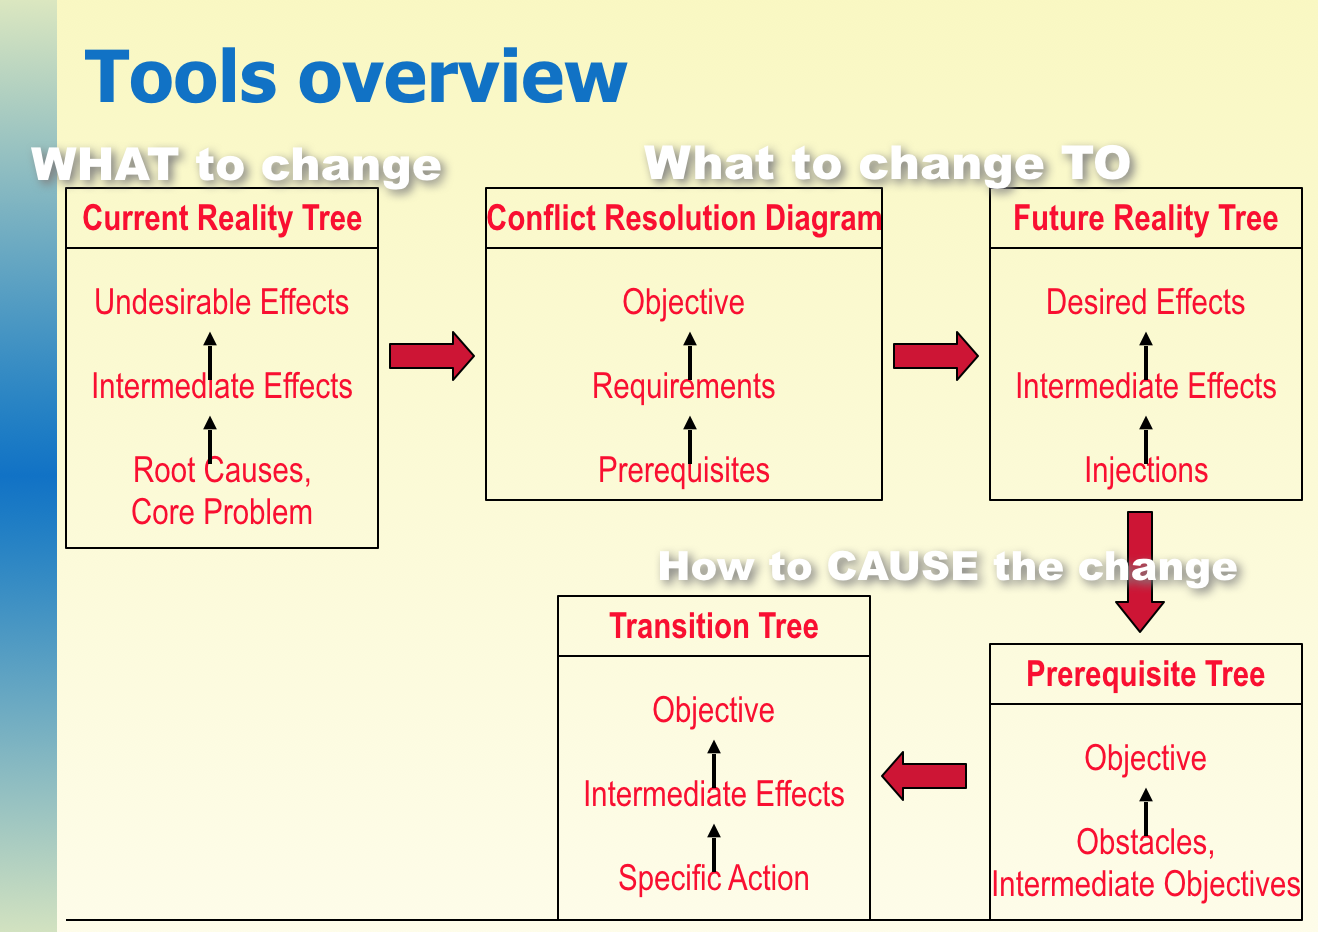 Tools overview
WHAT to change
What to change TO
Current Reality Tree
Undesirable Effects
Intermediate Effects
Root Causes,
Core Problem
Conflict Resolution Diagram
Objective
Requirements
Prerequisites
Future Reality Tree
Desired Effects
Intermediate Effects
Injections
How to CAUSE the change
Transition Tree
Objective
Intermediate Effects
Specific Action
Prerequisite Tree
Objective
Obstacles,
Intermediate Objectives